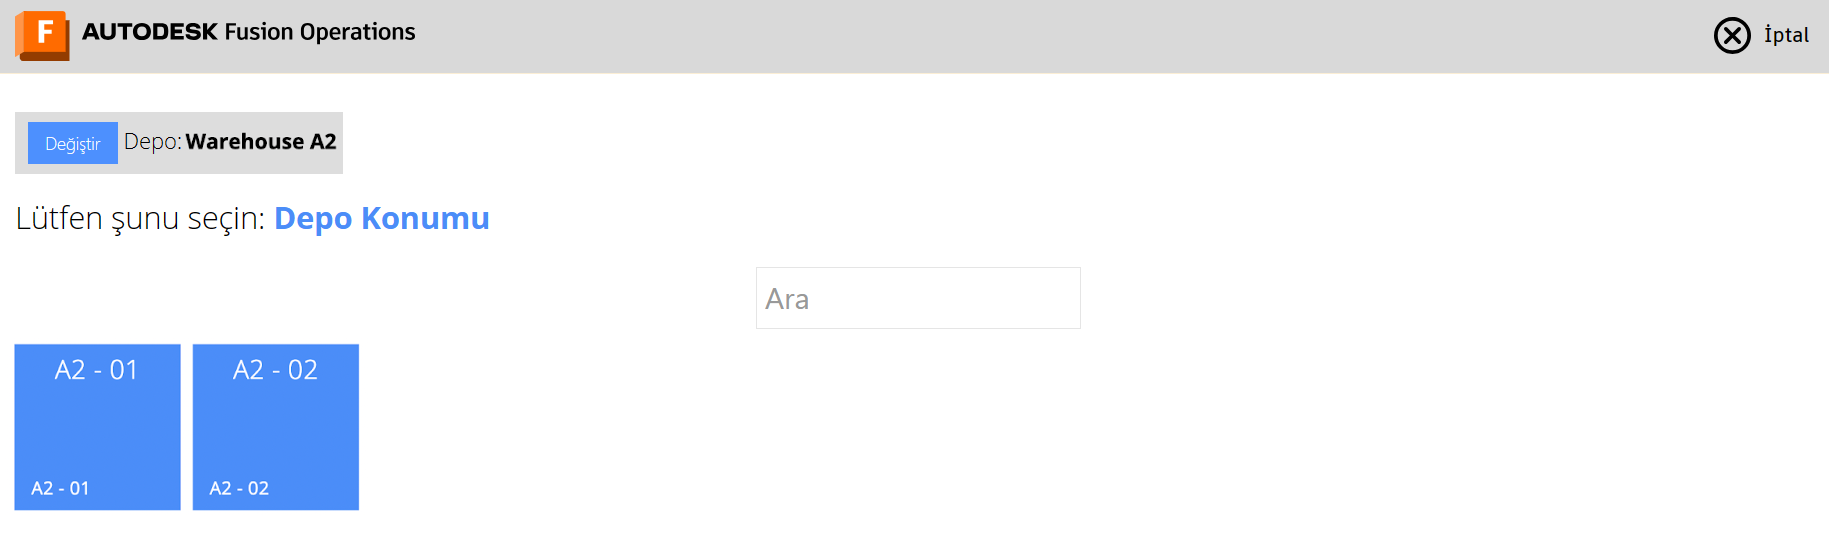 F AUTODESK Fusion Operations
İptal
Değiştir Depo: Warehouse A2
Lütfen şunu seçin: Depo Konumu
Ara
A2 - 01
A2 - 01
A2 - 02
A2 - 02